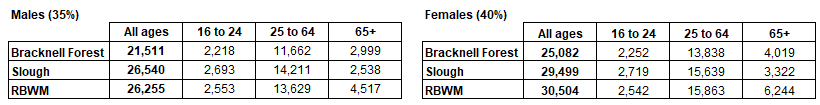 Males (35%)
All ages 16 to 24 25 to 64 65+
Bracknell Forest 21,511 2,218 11,662 2,999
Slough 26,540 2,693 14,211 2,538
RBWM 26,255 2,553 13,629 4,517
Females (40%)
All ages 16 to 24 25 to 64 65+
Bracknell Forest 25,082 2,252 13,838 4,019
Slough 29,499 2,719 15,639 3,322
RBWM 30,504 2,542 15,863 6,244